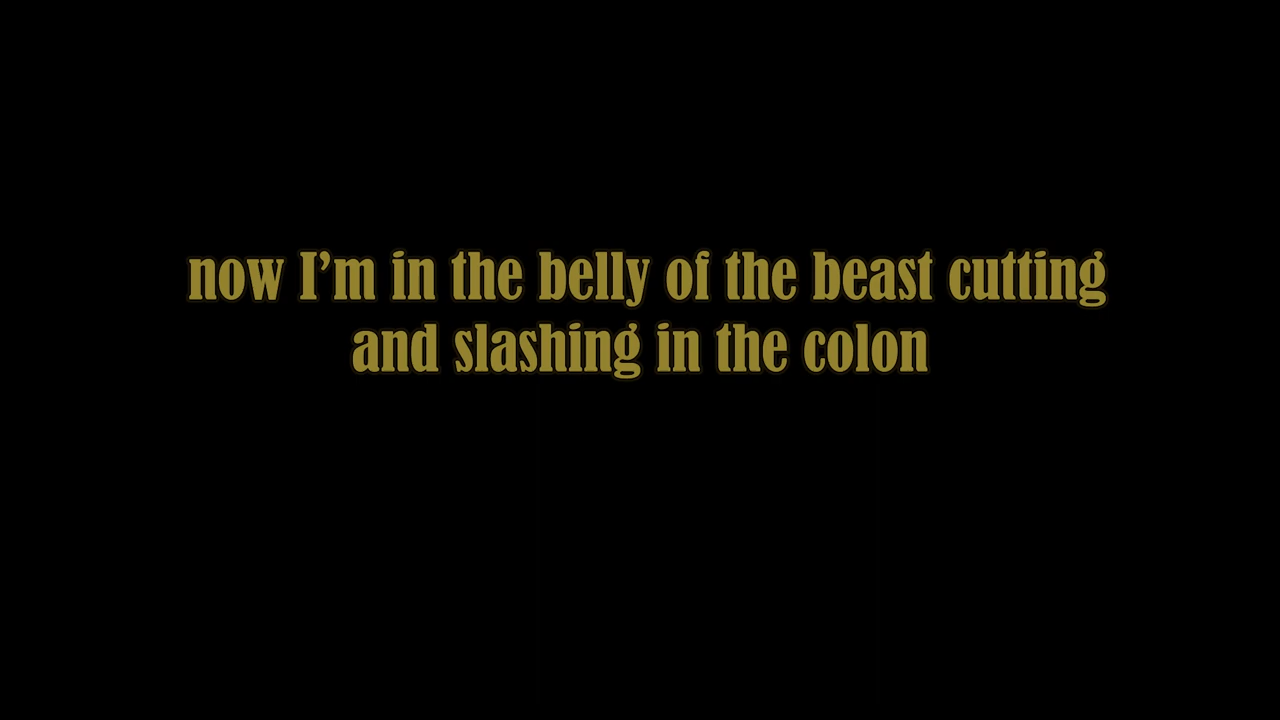 now I’m in the belly of the beast cutting
and slashing in the colon